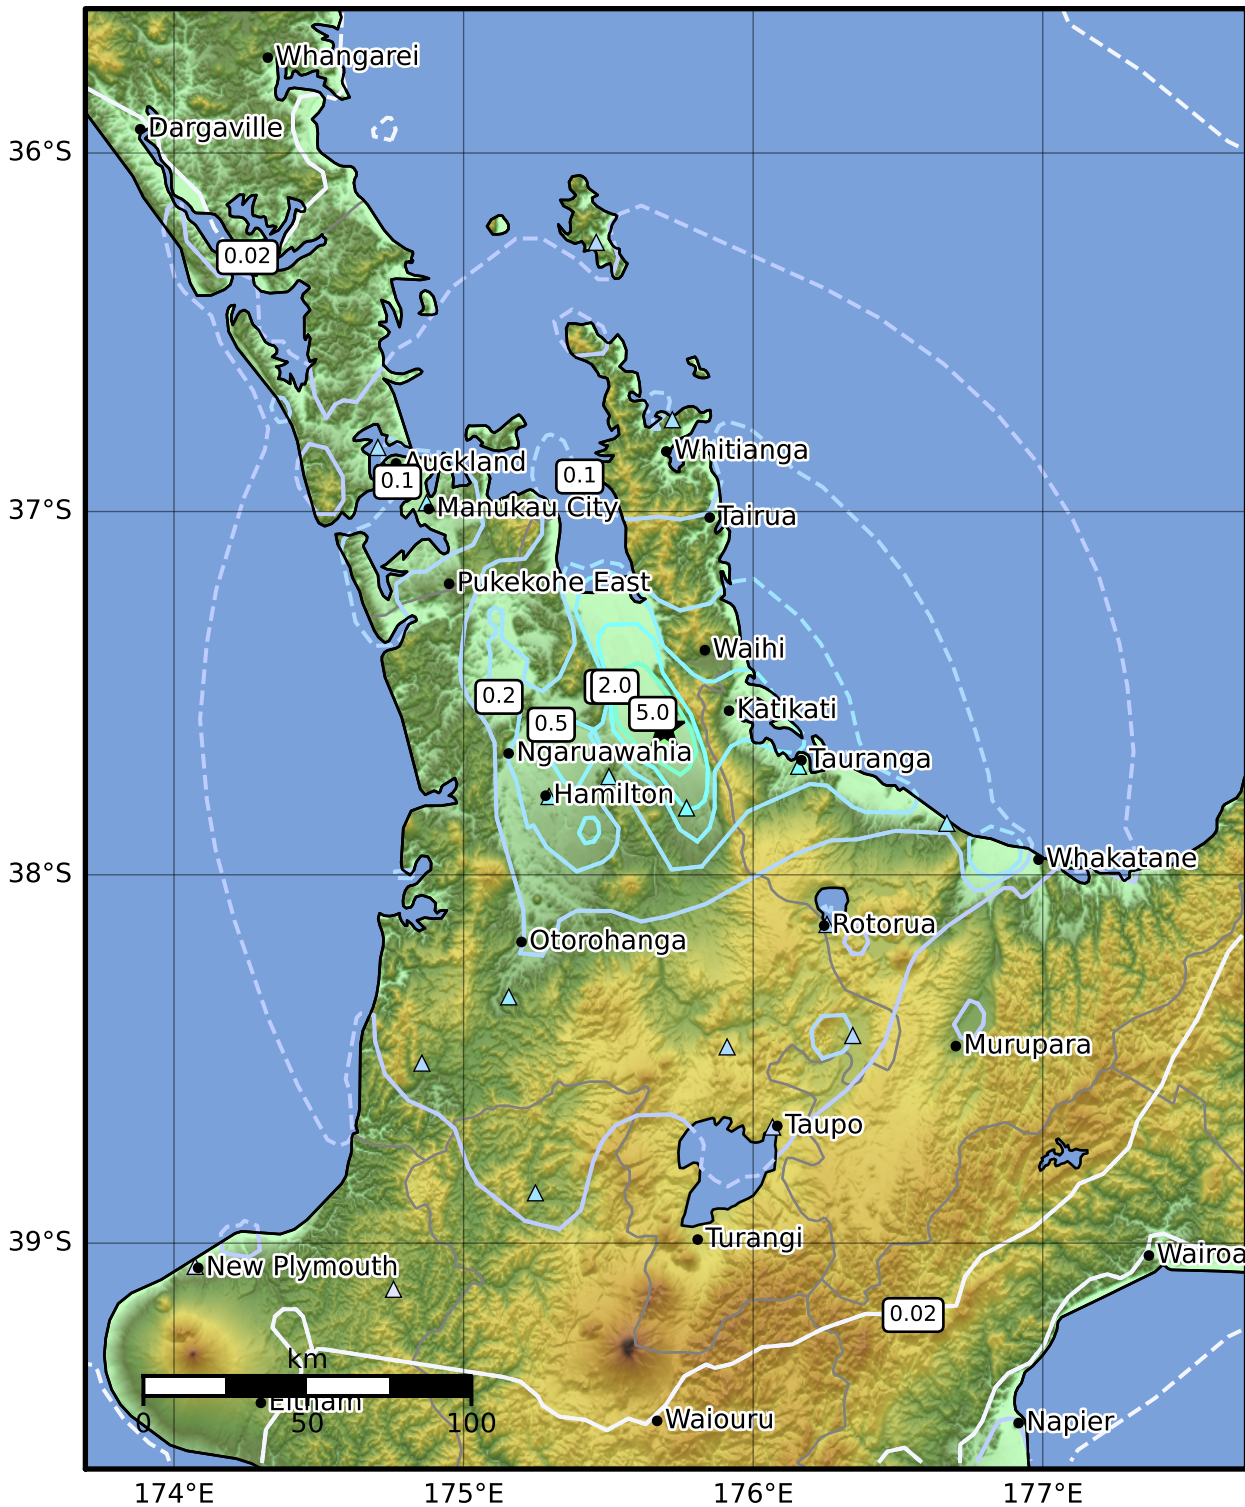 Whangarei
Dargaville
36°S
0.02
Auckland
Whitianga
0.1
0.1
Manukau City
37°S
Tairua
Pukekohe East
Waihi
2.0
0.2
Katikati
5.0
0.5
Ngaruawahia
Tauranga
Hamilton
Whakatane
38°S
Rotorua
Otorohanga
Murupara
Taupo
Turangi
39°S
Wairoa
New Plymouth
0.02
km
Eltham
0
50
100
Waiouru
Napier
174°E
175°E
176°E
177°E